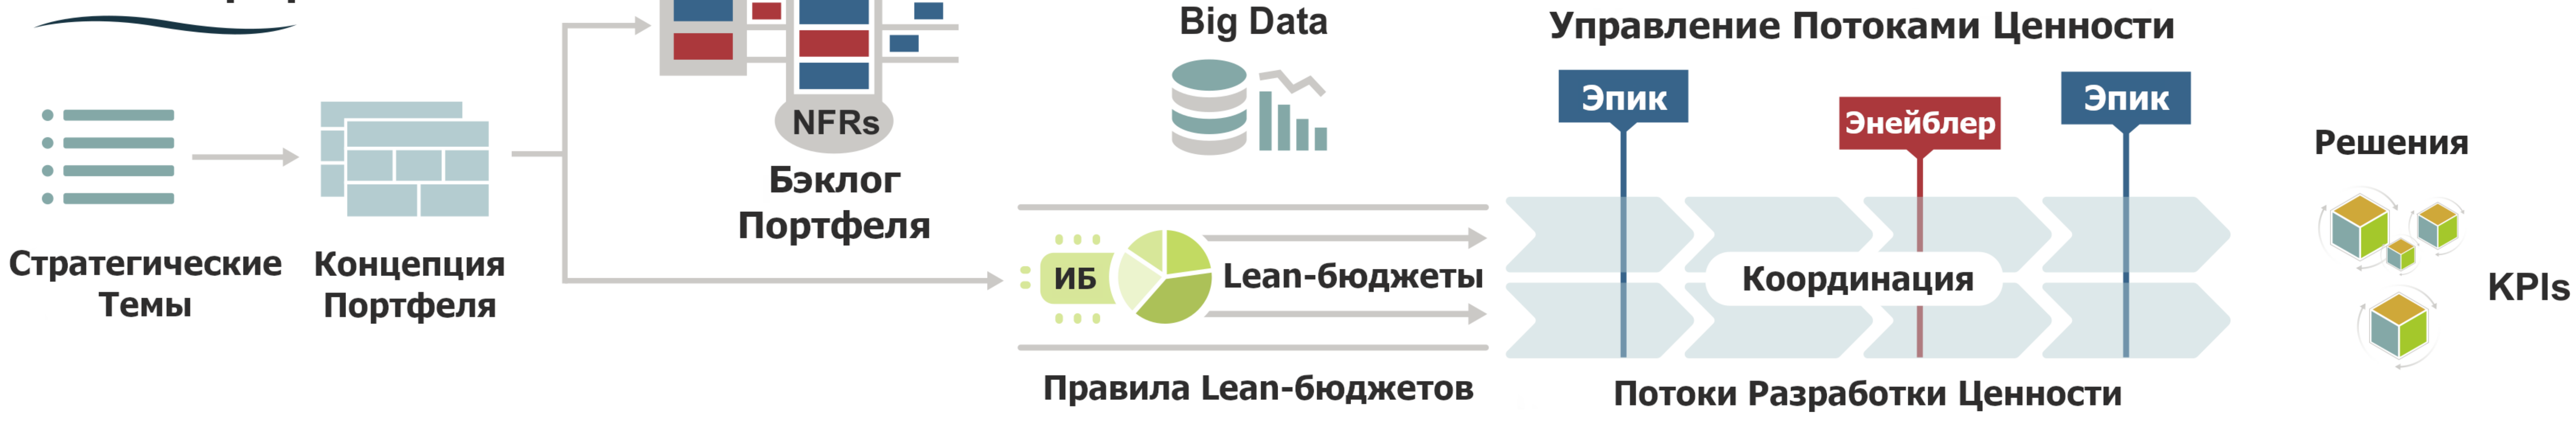 Стратегические
Темы
Концепция
Портфеля
NFRs
Бэклог
Портфеля
Big Data
ИБ
Lean-бюджеты
Правила Lean-бюджетов
Управление Потоками Ценности
Эпик
Энейблер
Эпик
Координация
Потоки Разработки Ценности
Решения
KPIs